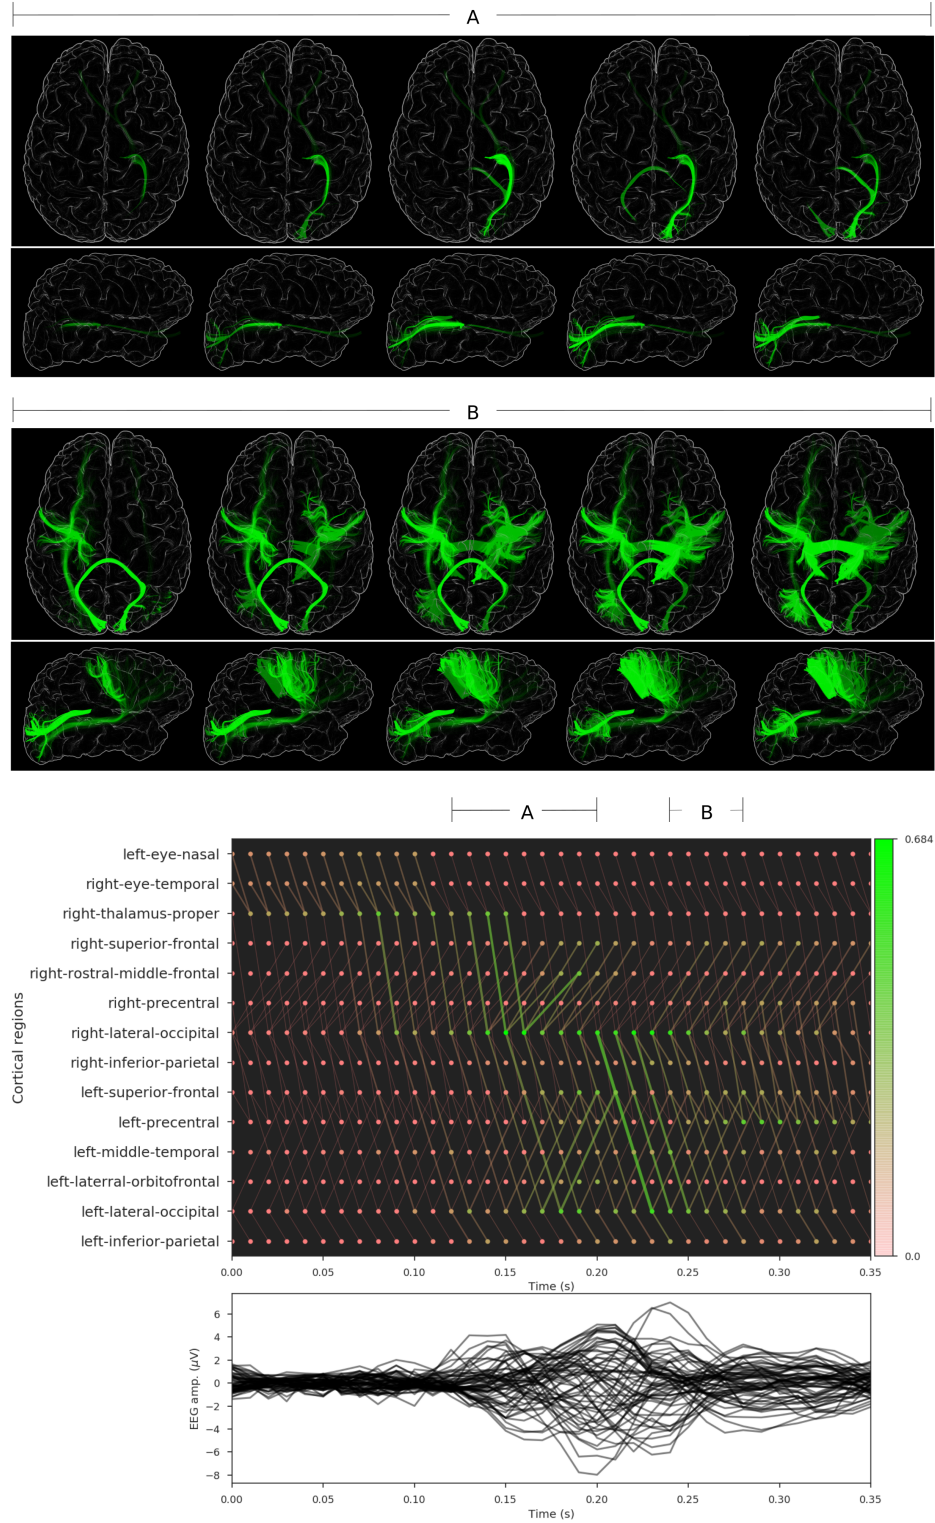 A
B
A
B
left-eye-nasal
right-eye-temporal
right-thalamus-proper
right-superior-frontal
right-rostral-middle-frontal
right-precentral
right-lateral-occipital
right-inferior-parietal
left-superior-frontal
left-precentral
left-middle-temporal
left-laterral-orbitofrontal
left-lateral-occipital
left-inferior-parietal
Cortical regions
0.684
0.0
0.00 0.05 0.10 0.15 0.20 0.25 0.30 0.35
Time (s)
6
4
2
0
−2
−4
−6
−8
EEG amp. (μV)
0.00 0.05 0.10 0.15 0.20 0.25 0.30 0.35
Time (s)